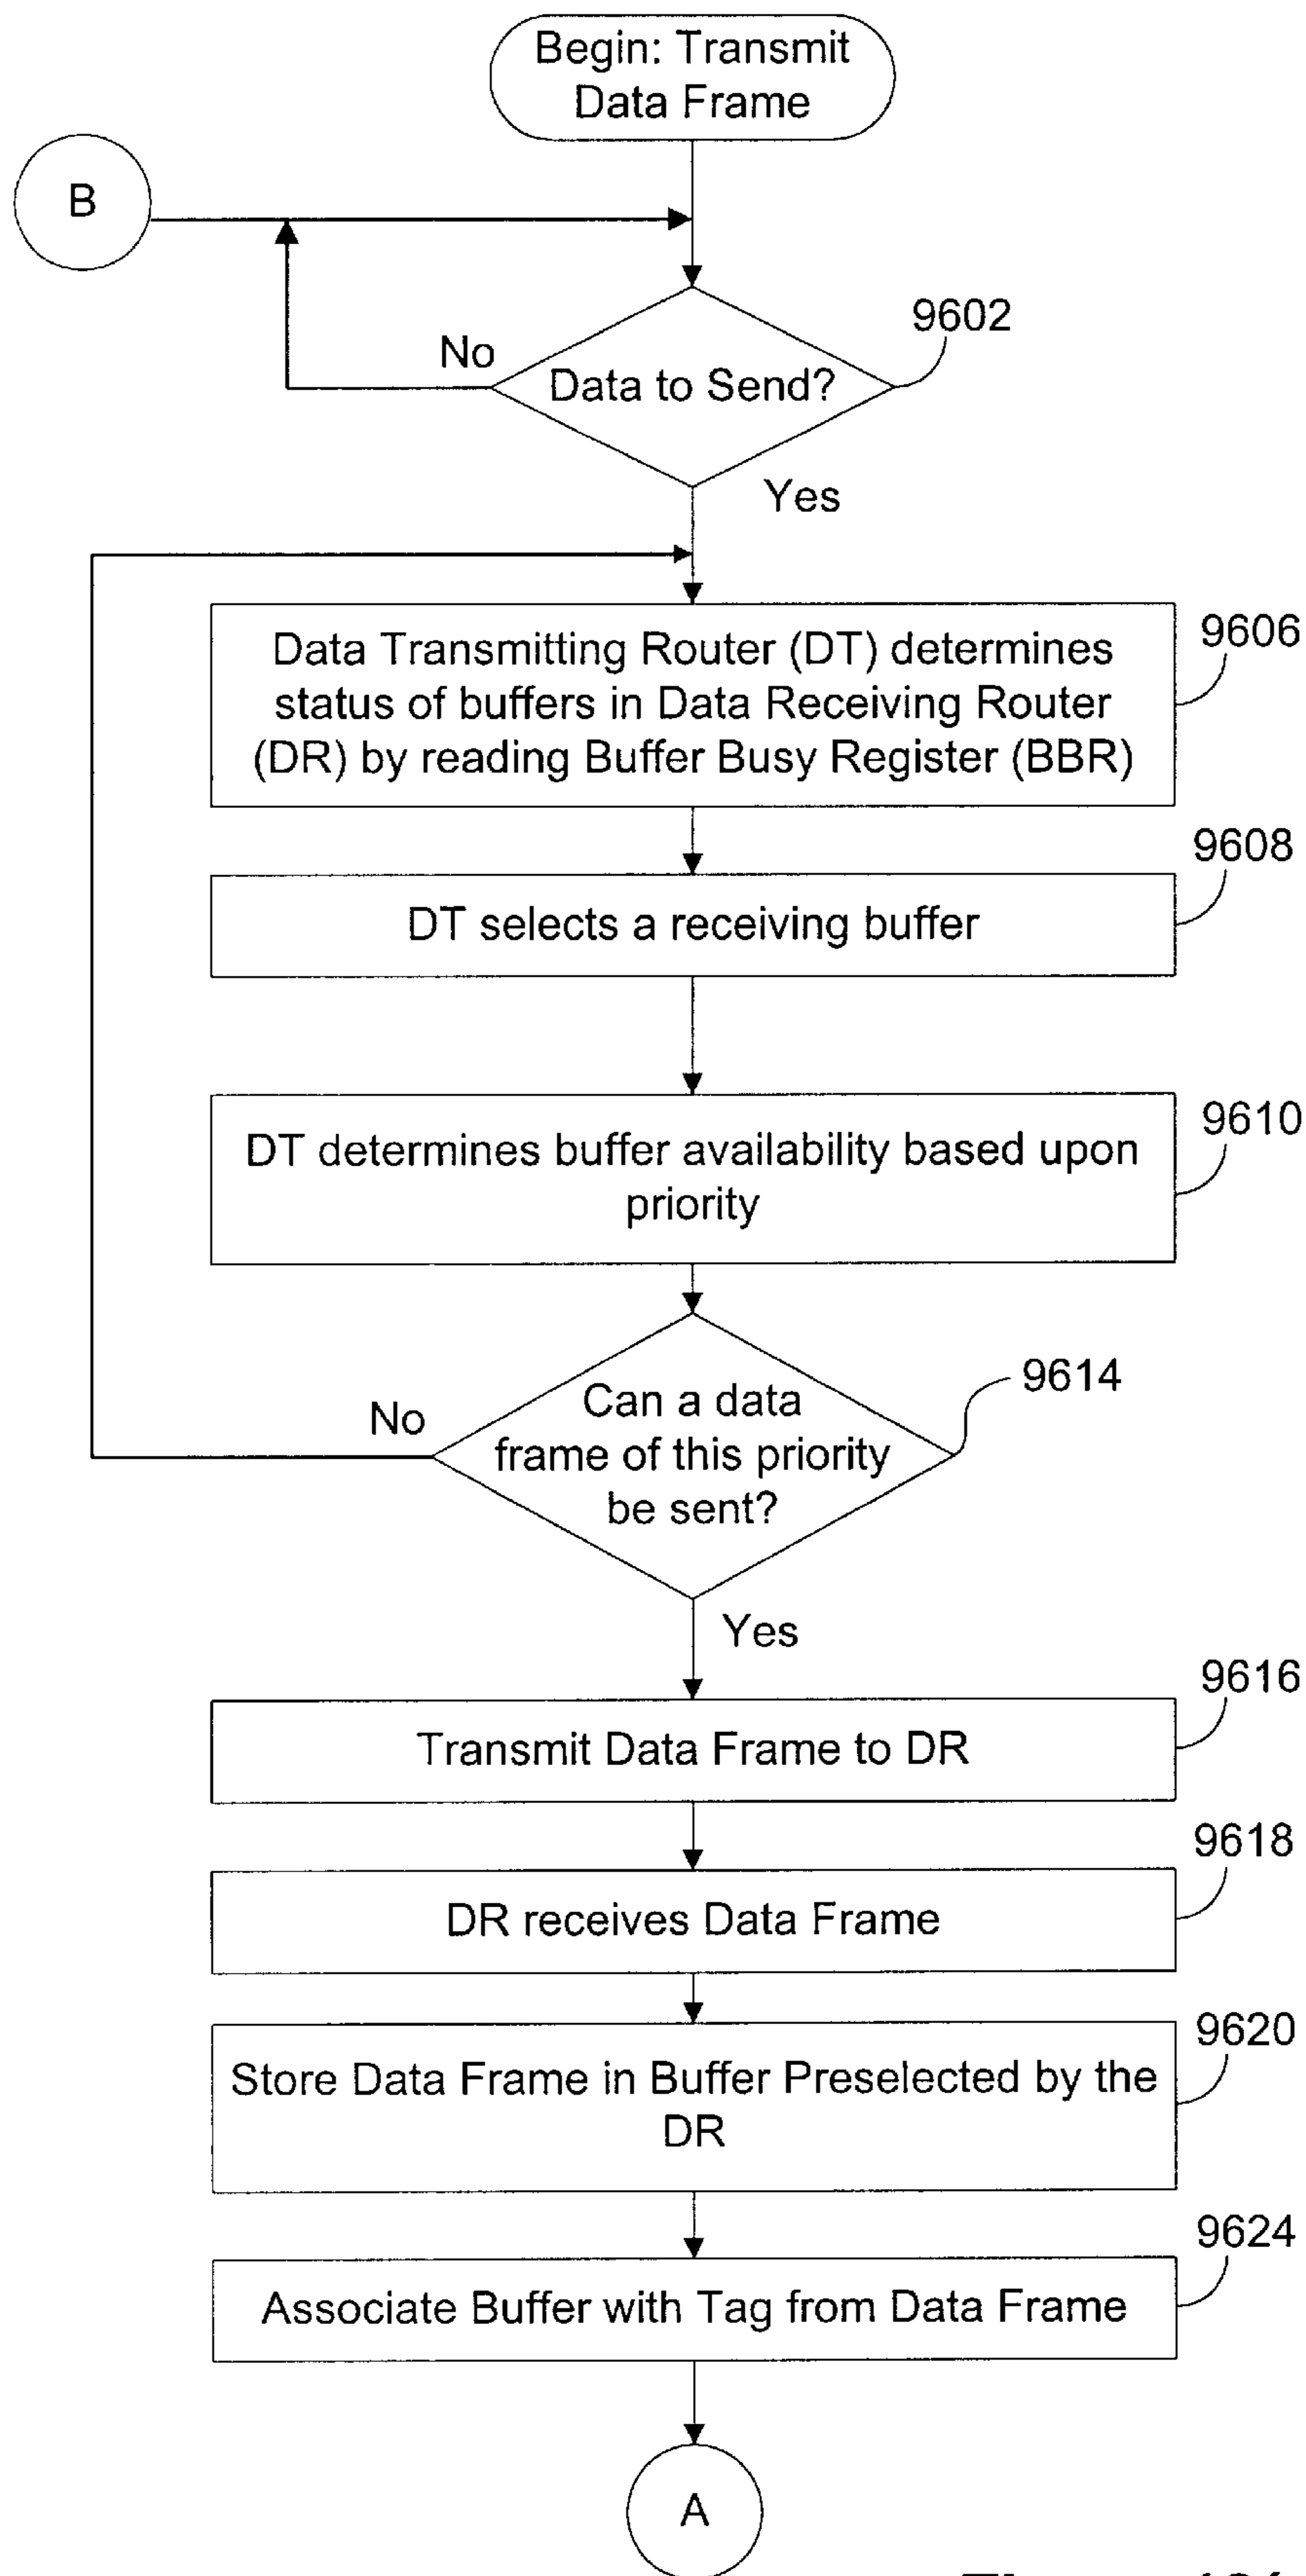 Begin: Transmit
Data Frame
B
9602
No
Data to Send?
Yes
9606
Data Transmitting Router (DT) determines
status of buffers in Data Receiving Router
(DR) by reading Buffer Busy Register (BBR)
9608
DT selects a receiving buffer
9610
DT determines buffer availability based upon
priority
9614
No
Can a data
frame of this priority
be sent?
Yes
9616
Transmit Data Frame to DR
9618
DR receives Data Frame
9620
Store Data Frame in Buffer Preselected by the
DR
9624
Associate Buffer with Tag from Data Frame
A